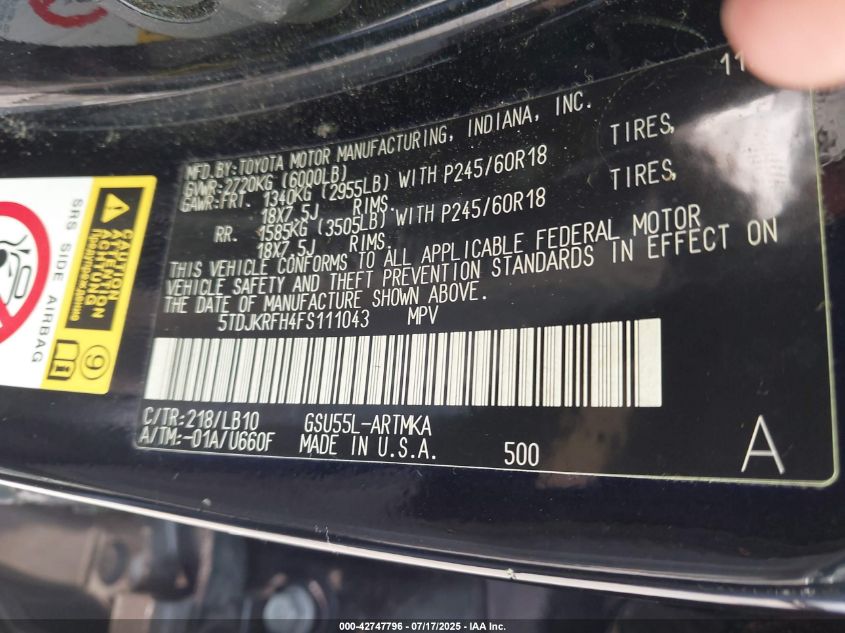 11
MFD.BY:TOYOTA MOTOR MANUFACTURING, INDIANA, INC.
GVWR:2720KG (6000LB)
GAWR:FRT. 1340KG (2955LB) WITH P245/60R18 TIRES,
18X7.5J RIMS.
RR. 1585KG (3505LB) WITH P245/60R18 TIRES,
18X7.5J RIMS.
THIS VEHICLE CONFORMS TO ALL APPLICABLE FEDERAL MOTOR
VEHICLE SAFETY AND THEFT PREVENTION STANDARDS IN EFFECT ON
THE DATE OF MANUFACTURE SHOWN ABOVE.
5TDJKRFH4FS111043 MPV
C/TR:218/LB10 GSU55L-ARTMKA
A/TM:-01A/U660F MADE IN U.S.A. 500 A
SRS SIDE AIRBAG
CAUTION
ATTENTION
ACHTUNG
9
000-42747796 - 07/17/2025 - IAA Inc.